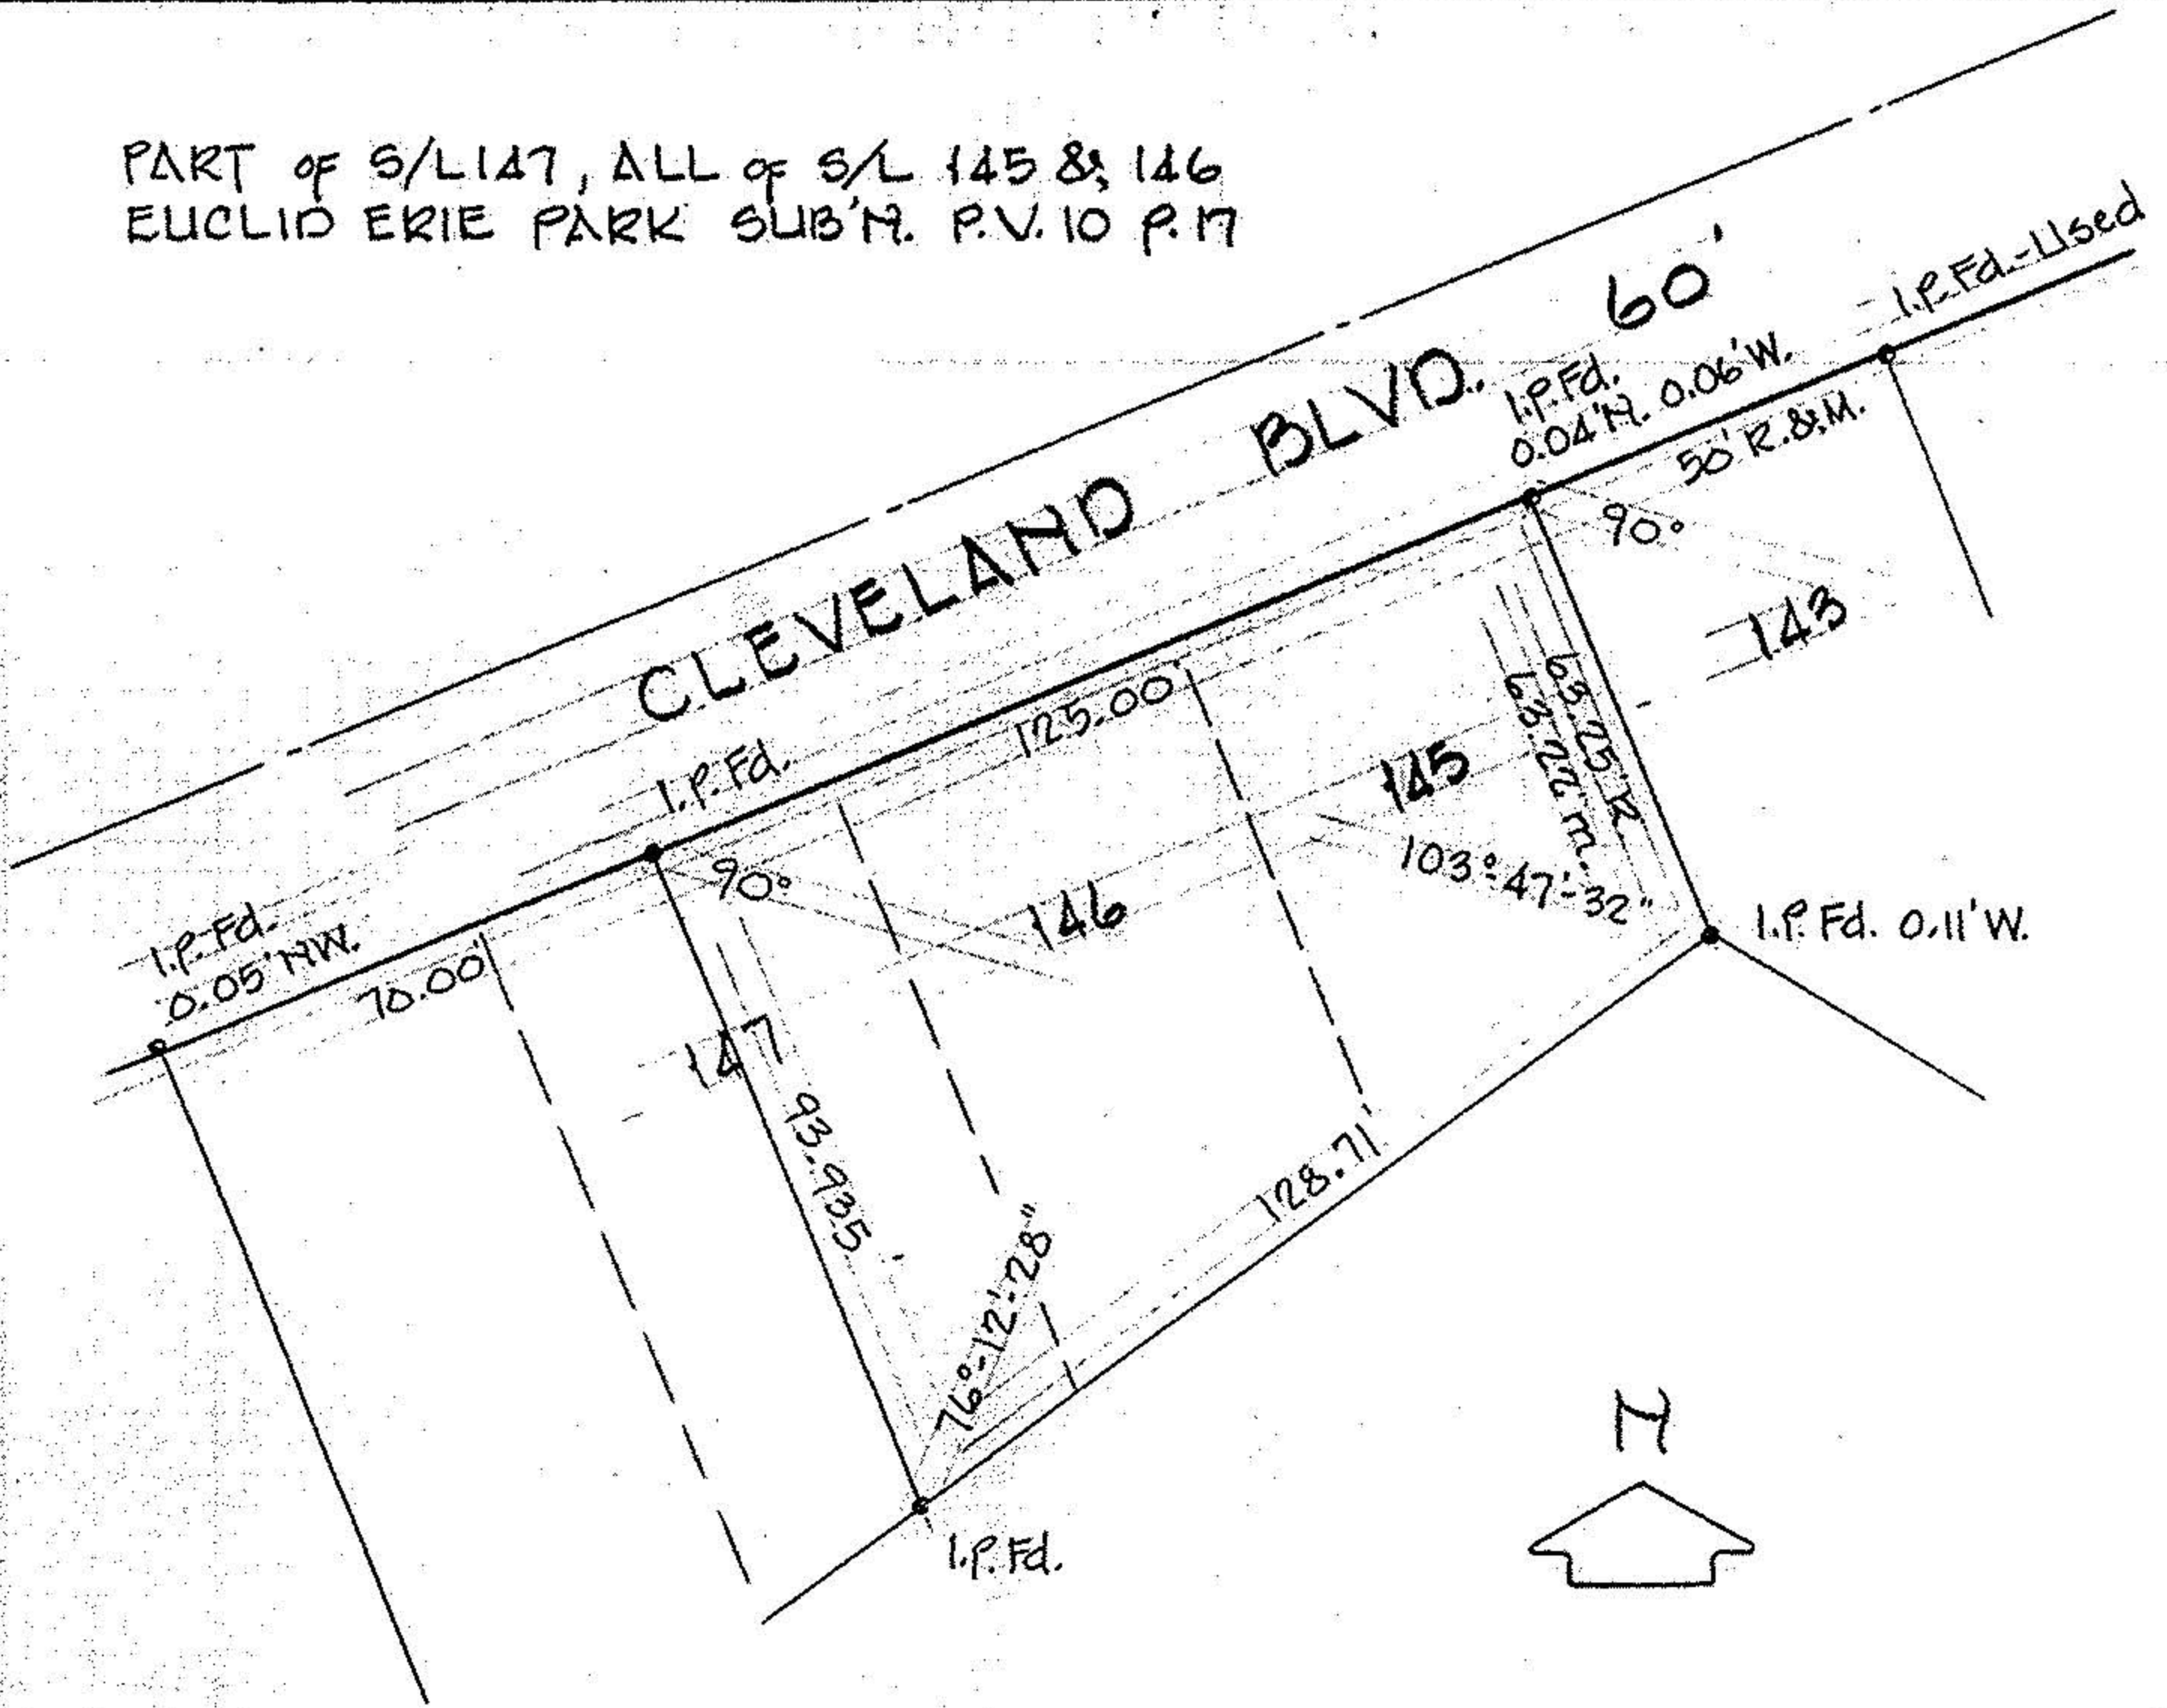 PART OF S/L 147, ALL OF S/L 145 & 146
EUCLID ERIE PARK SUB'N. P.V. 10 P. 17
CLEVELAND BLVD. 60'
I.P. Fd.-Used
I.P. Fd.
0.04'N. 0.06'W.
50' R.&M.
90°
143
125.00'
I.P. Fd.
145
63.25' R
63.22' m.
103°-47'-32"
I.P. Fd. 0.11' W.
90°
146
I.P. Fd.
0.05' NW.
70.00'
147
93.935'
128.71'
76°-12'-28"
I.P. Fd.
N